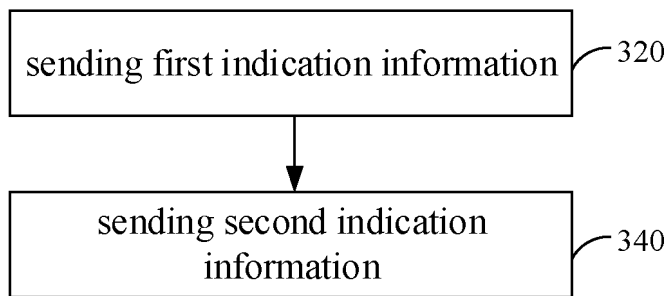 sending first indication information
320
sending second indication
information
340